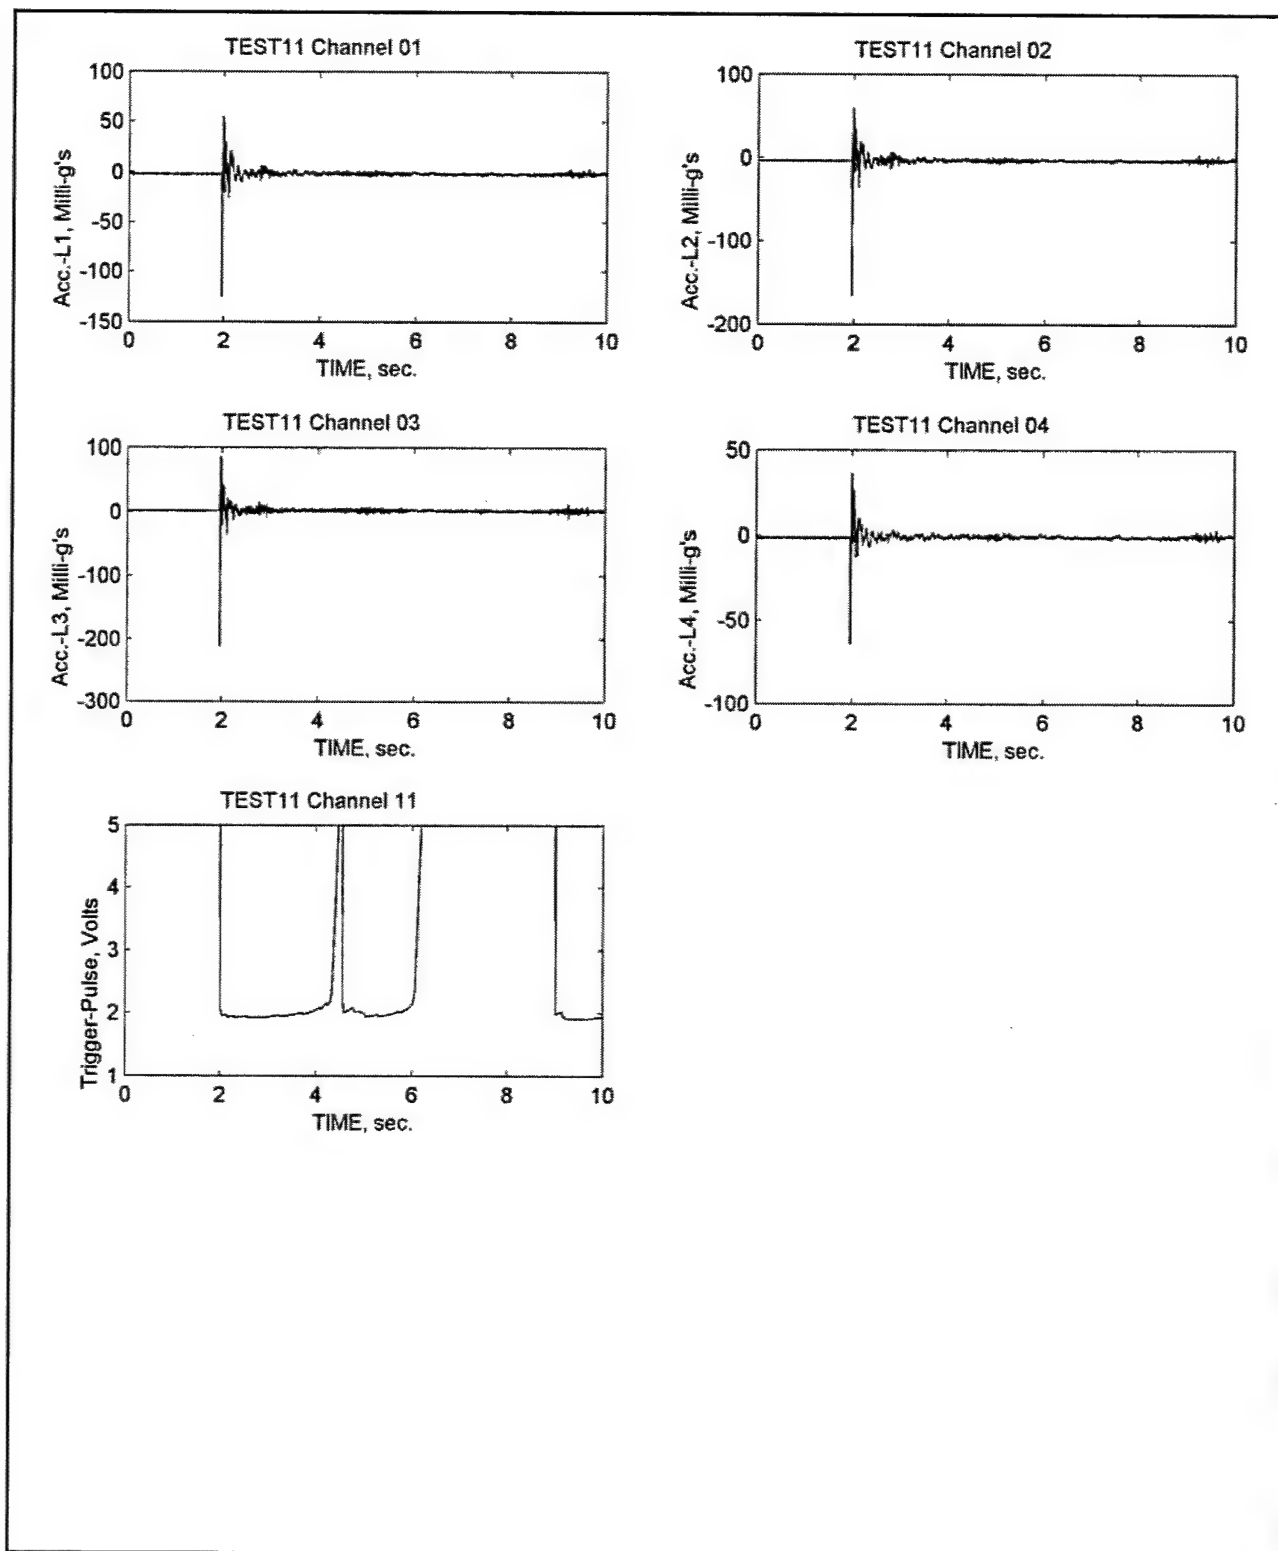 TEST11 Channel 01
100
50
0
-50
-100
-150
Acc.-L1, Milli-g's
0 2 4 6 8 10
TIME, sec.
TEST11 Channel 02
100
0
-100
-200
Acc.-L2, Milli-g's
0 2 4 6 8 10
TIME, sec.
TEST11 Channel 03
100
0
-100
-200
-300
Acc.-L3, Milli-g's
0 2 4 6 8 10
TIME, sec.
TEST11 Channel 04
50
0
-50
-100
Acc.-L4, Milli-g's
0 2 4 6 8 10
TIME, sec.
TEST11 Channel 11
5
4
3
2
1
Trigger-Pulse, Volts
0 2 4 6 8 10
TIME, sec.